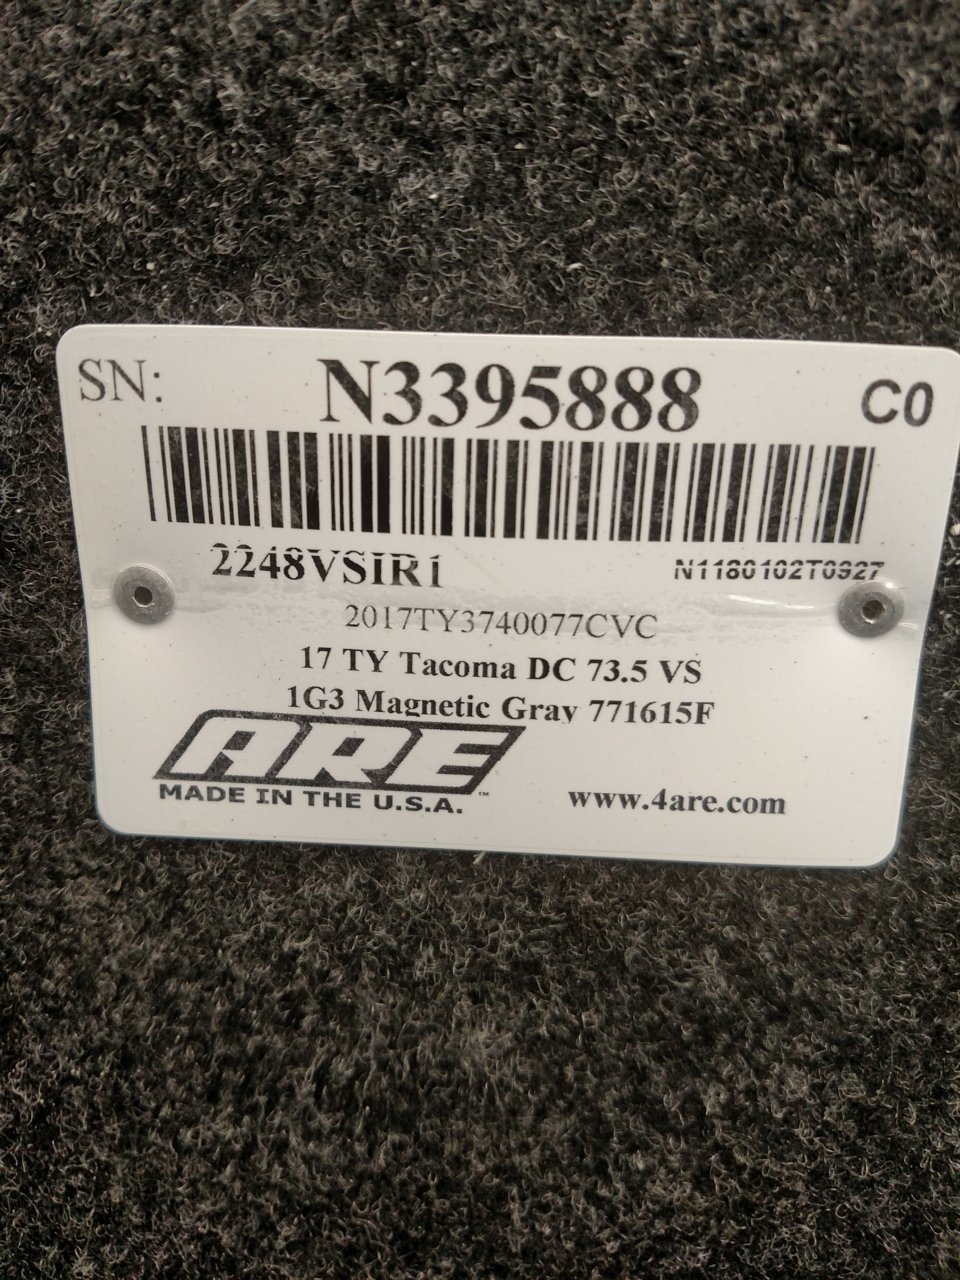 SN: N3395888 C0
2248VSIR1 N1180102T0927
2017TY3740077CVC
17 TY Tacoma DC 73.5 VS
1G3 Magnetic Gray 771615F
ARE
MADE IN THE U.S.A.™ www.4are.com